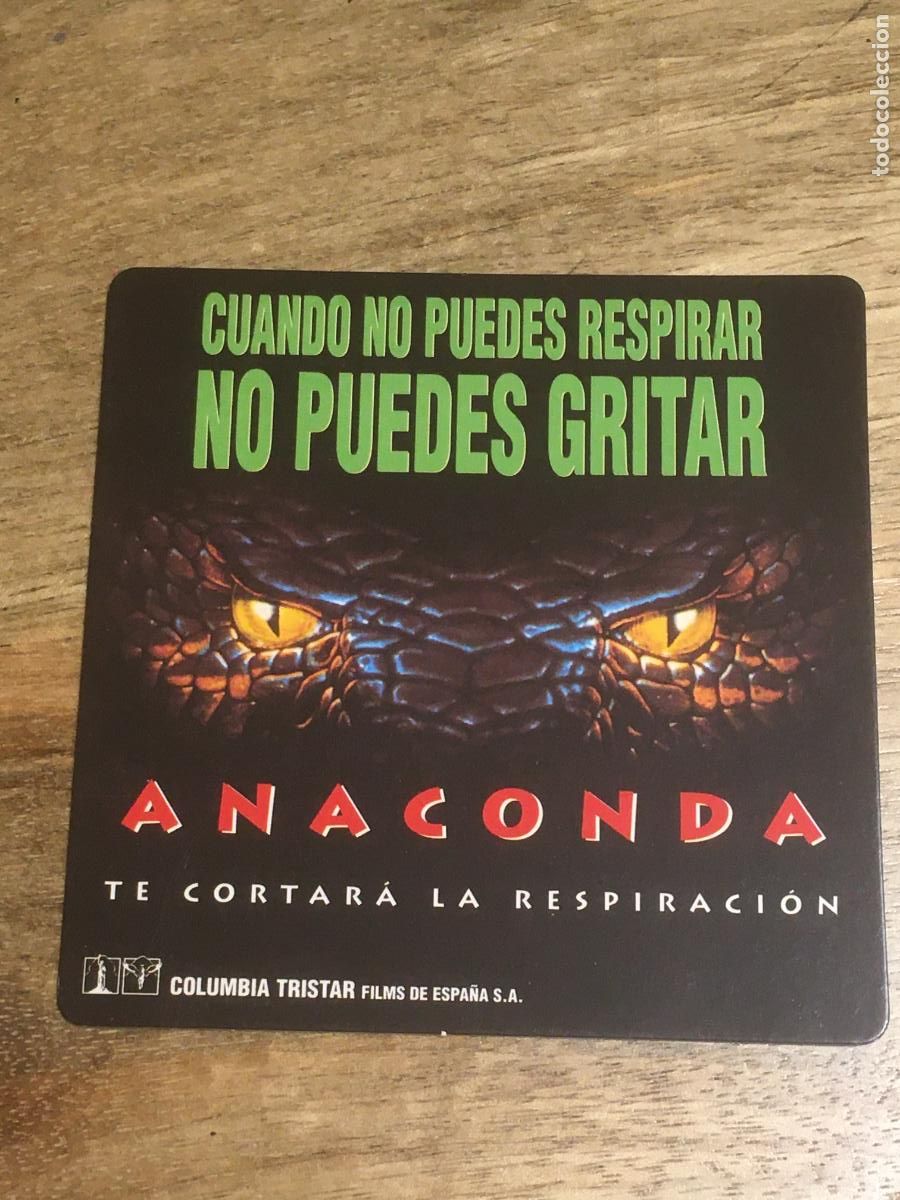 todocoleccion
CUANDO NO PUEDES RESPIRAR
NO PUEDES GRITAR
ANACONDA
TE CORTARÁ LA RESPIRACIÓN
COLUMBIA TRISTAR FILMS DE ESPAÑA S.A.